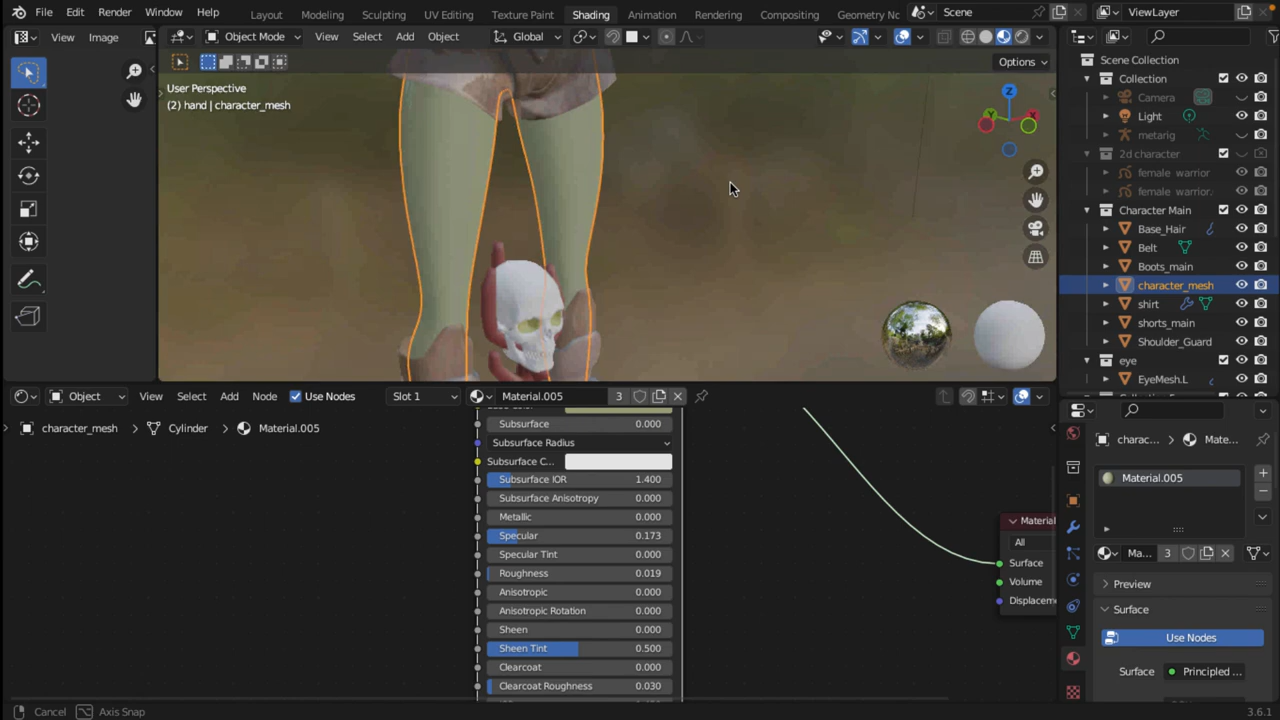 File Edit Render Window Help Layout Modeling Sculpting UV Editing Texture Paint Shading Animation Rendering Compositing Geometry Nc Scene ViewLayer
View Image Object Mode View Select Add Object Global
Options
User Perspective
(2) hand | character_mesh
Scene Collection
Collection
Camera
Light
metarig
2d character
female warrior
female warrior.
Character Main
Base_Hair
Belt
Boots_main
character_mesh
shirt
shorts_main
Shoulder_Guard
eye
EyeMesh.L
Object View Select Add Node Use Nodes Slot 1 Material.005 3
character_mesh Cylinder Material.005
Subsurface 0.000
Subsurface Radius
Subsurface C...
Subsurface IOR 1.400
Subsurface Anisotropy 0.000
Metallic 0.000
Specular 0.173
Specular Tint 0.000
Roughness 0.019
Anisotropic 0.000
Anisotropic Rotation 0.000
Sheen 0.000
Sheen Tint 0.500
Clearcoat 0.000
Clearcoat Roughness 0.030
Material
All
Surface
Volume
Displacem
charac... Mate...
Material.005
Ma... 3
Preview
Surface
Use Nodes
Surface Principled ...
Cancel Axis Snap 3.6.1